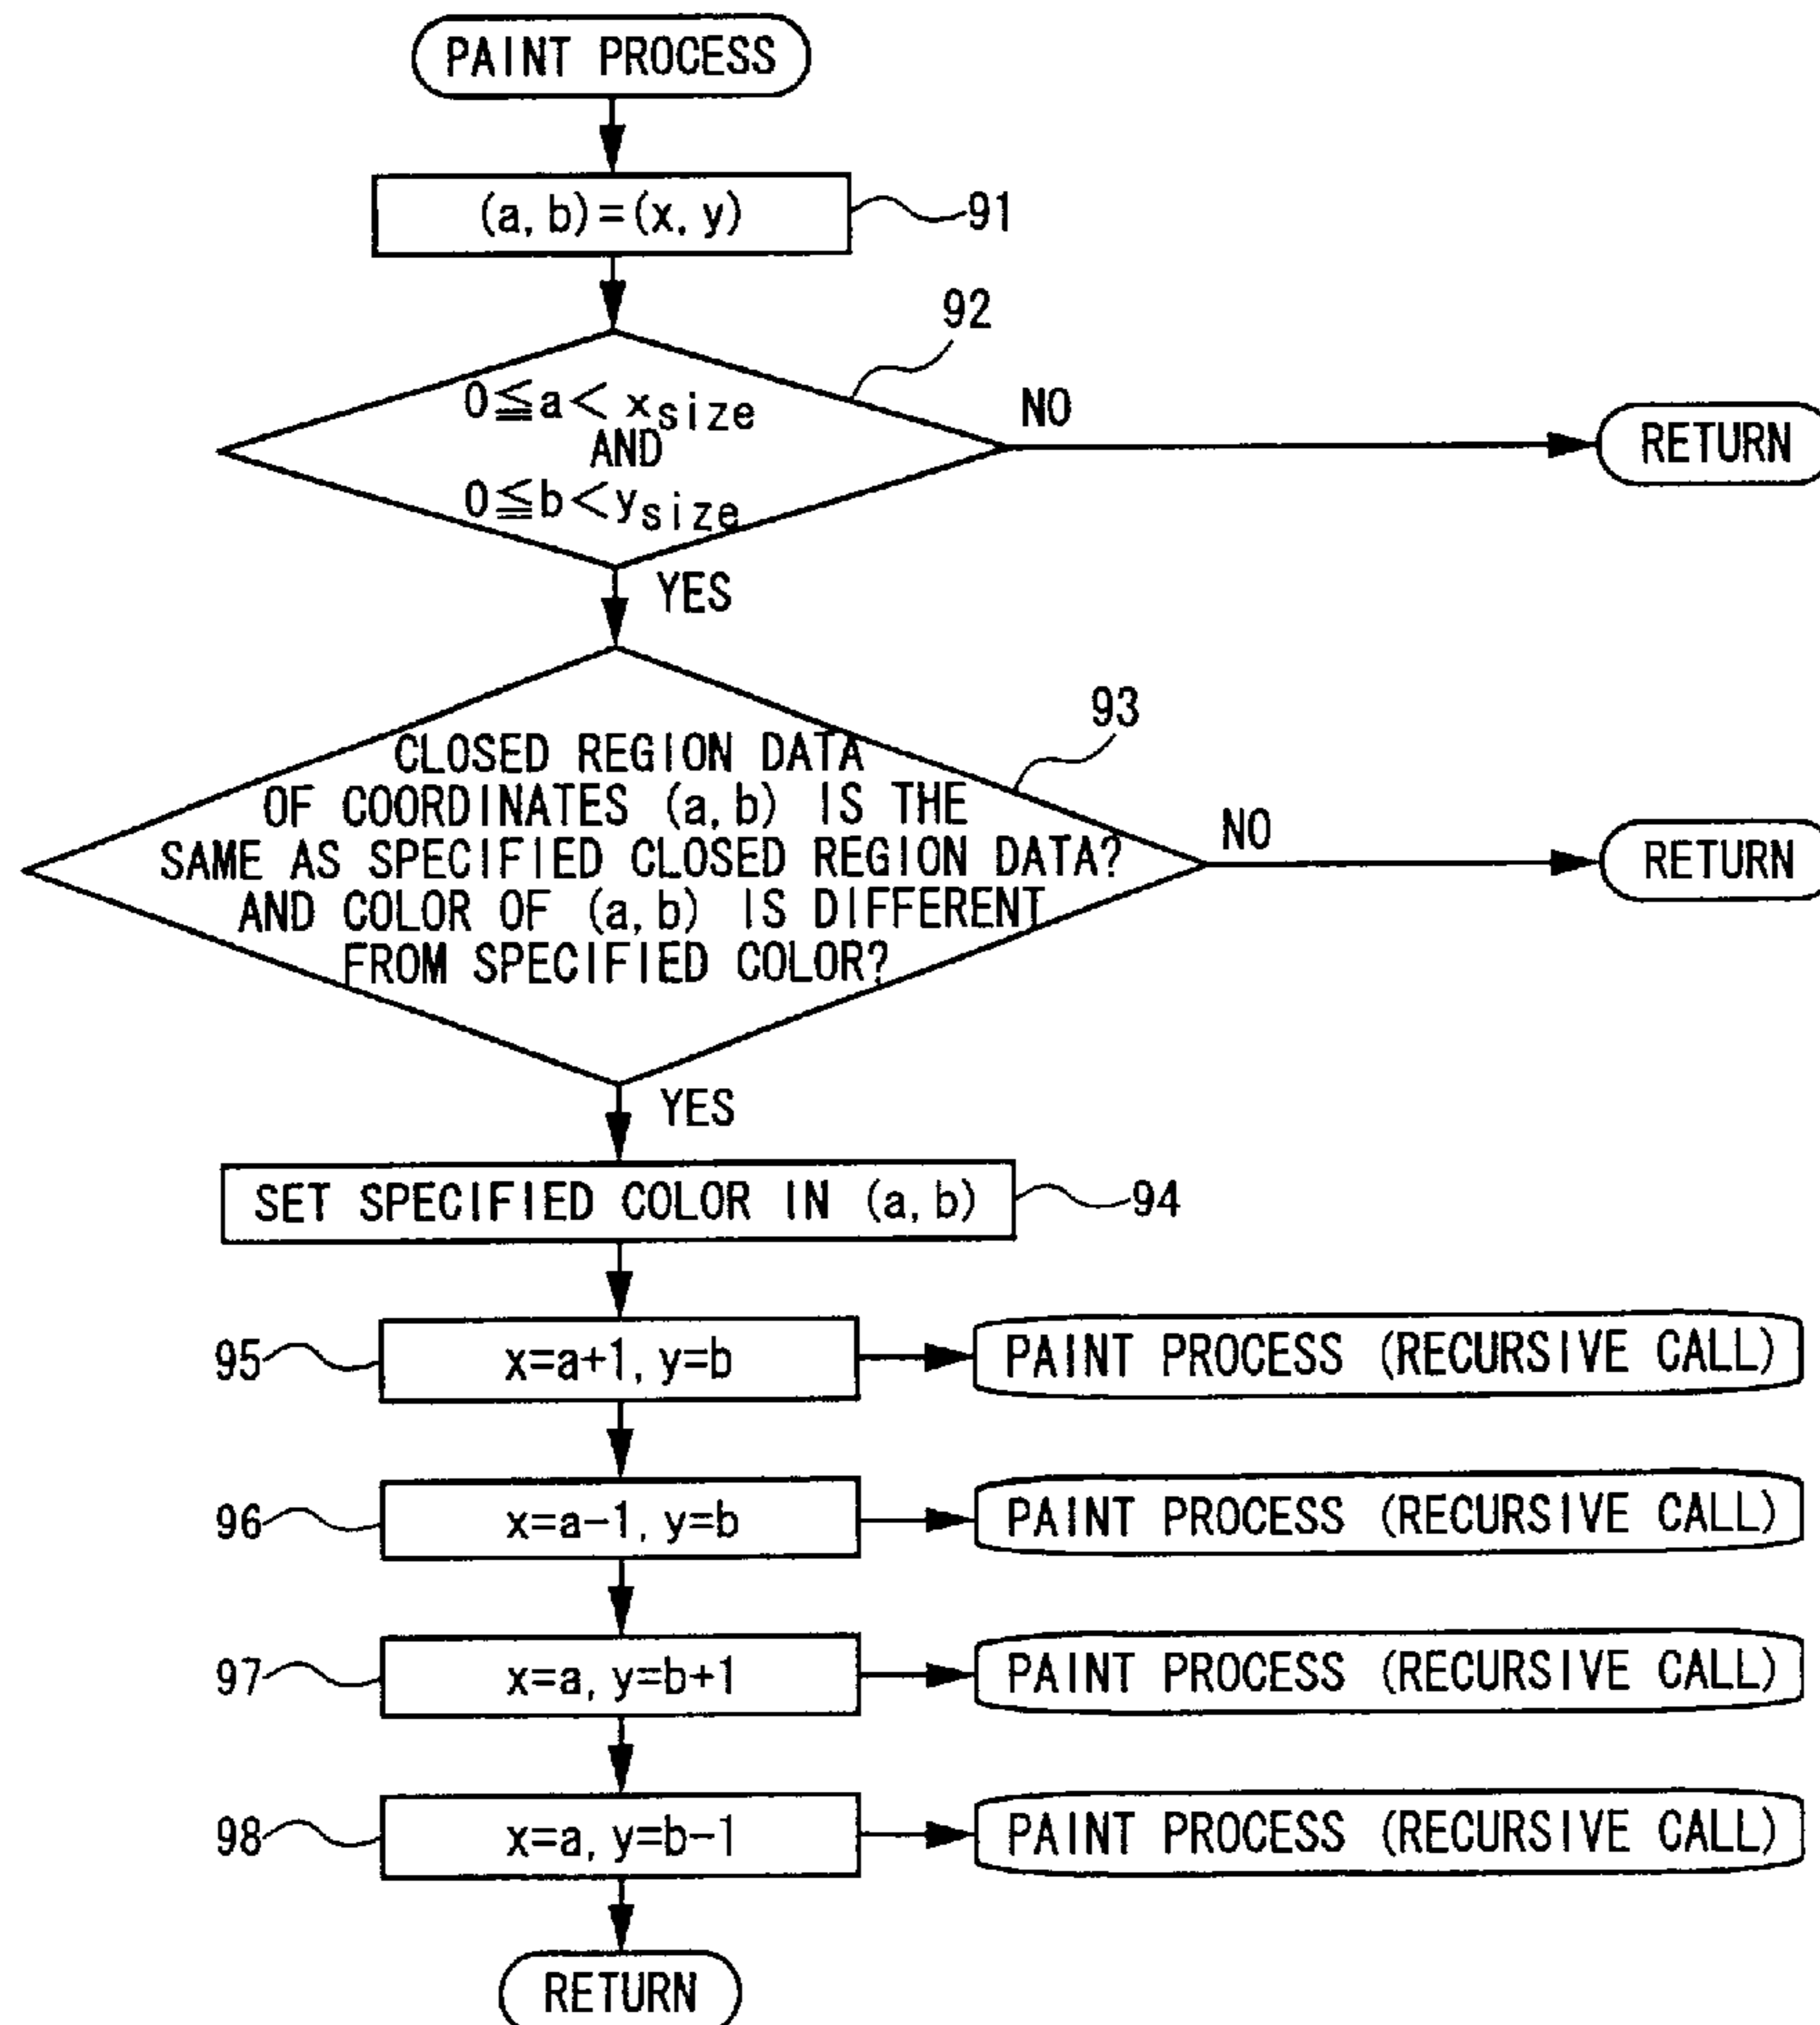 PAINT PROCESS
(a, b)=(x, y)
91
92
0≦a< xsize
AND
0≦b<ysize
NO
RETURN
YES
93
CLOSED REGION DATA
OF COORDINATES (a, b) IS THE
SAME AS SPECIFIED CLOSED REGION DATA?
AND COLOR OF (a, b) IS DIFFERENT
FROM SPECIFIED COLOR?
NO
RETURN
YES
SET SPECIFIED COLOR IN (a, b)
94
95
x=a+1, y=b
PAINT PROCESS (RECURSIVE CALL)
96
x=a-1, y=b
PAINT PROCESS (RECURSIVE CALL)
97
x=a, y=b+1
PAINT PROCESS (RECURSIVE CALL)
98
x=a, y=b-1
PAINT PROCESS (RECURSIVE CALL)
RETURN